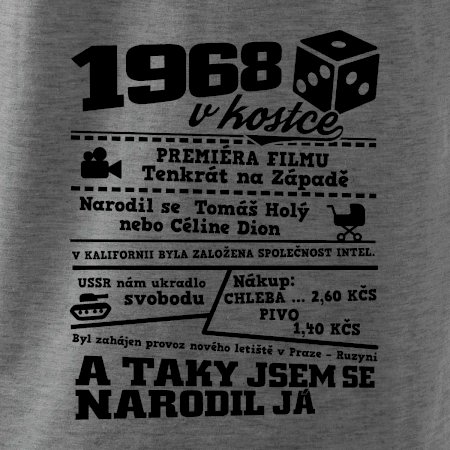 1968
v kostce
PREMIÉRA FILMU
Tenkrát na Západě
Narodil se Tomáš Holý
nebo Céline Dion
V KALIFORNII BYLA ZALOŽENA SPOLEČNOST INTEL.
USSR nám ukradlo
svobodu
Nákup:
CHLEBA ... 2,60 KČS
PIVO
1,40 KČS
Byl zahájen provoz nového letiště v Praze - Ruzyni
A TAKY JSEM SE
NARODIL JÁ